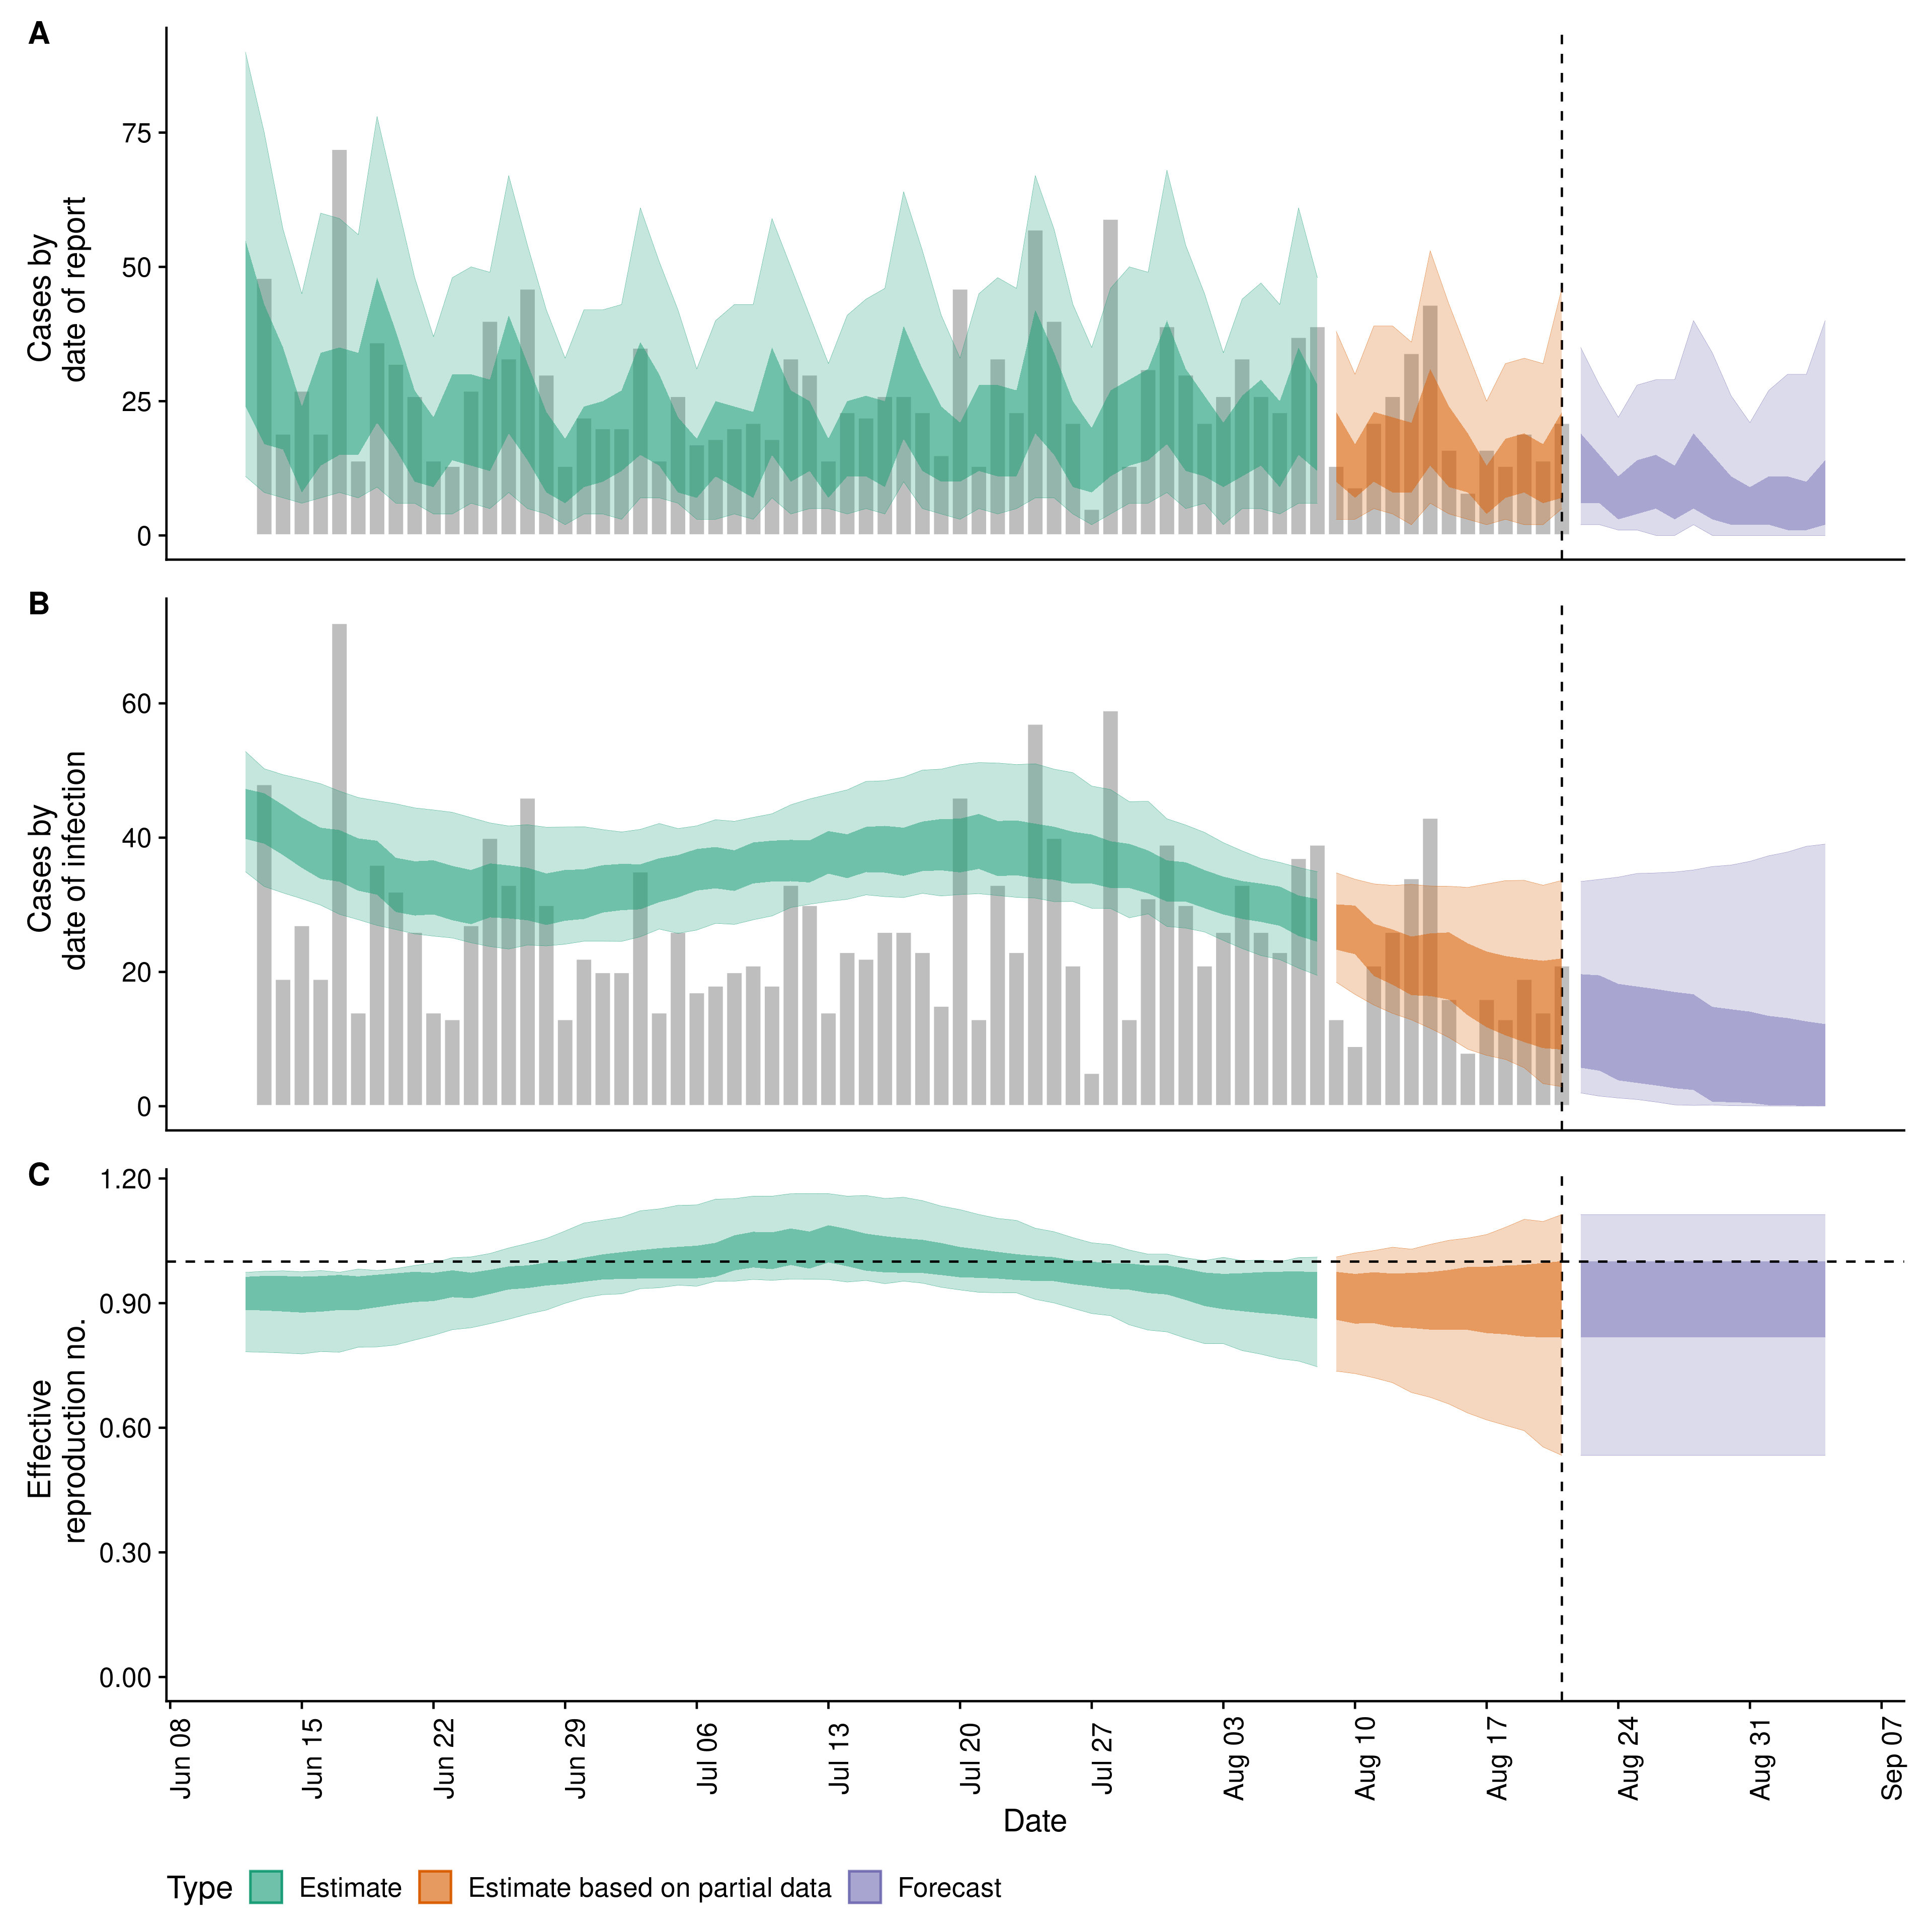 A
Cases by
date of report
75
50
25
0
B
Cases by
date of infection
60
40
20
0
C
Effective
reproduction no.
1.20
0.90
0.60
0.30
0.00
Jun 08
Jun 15
Jun 22
Jun 29
Jul 06
Jul 13
Jul 20
Jul 27
Aug 03
Aug 10
Aug 17
Aug 24
Aug 31
Sep 07
Date
Type Estimate Estimate based on partial data Forecast